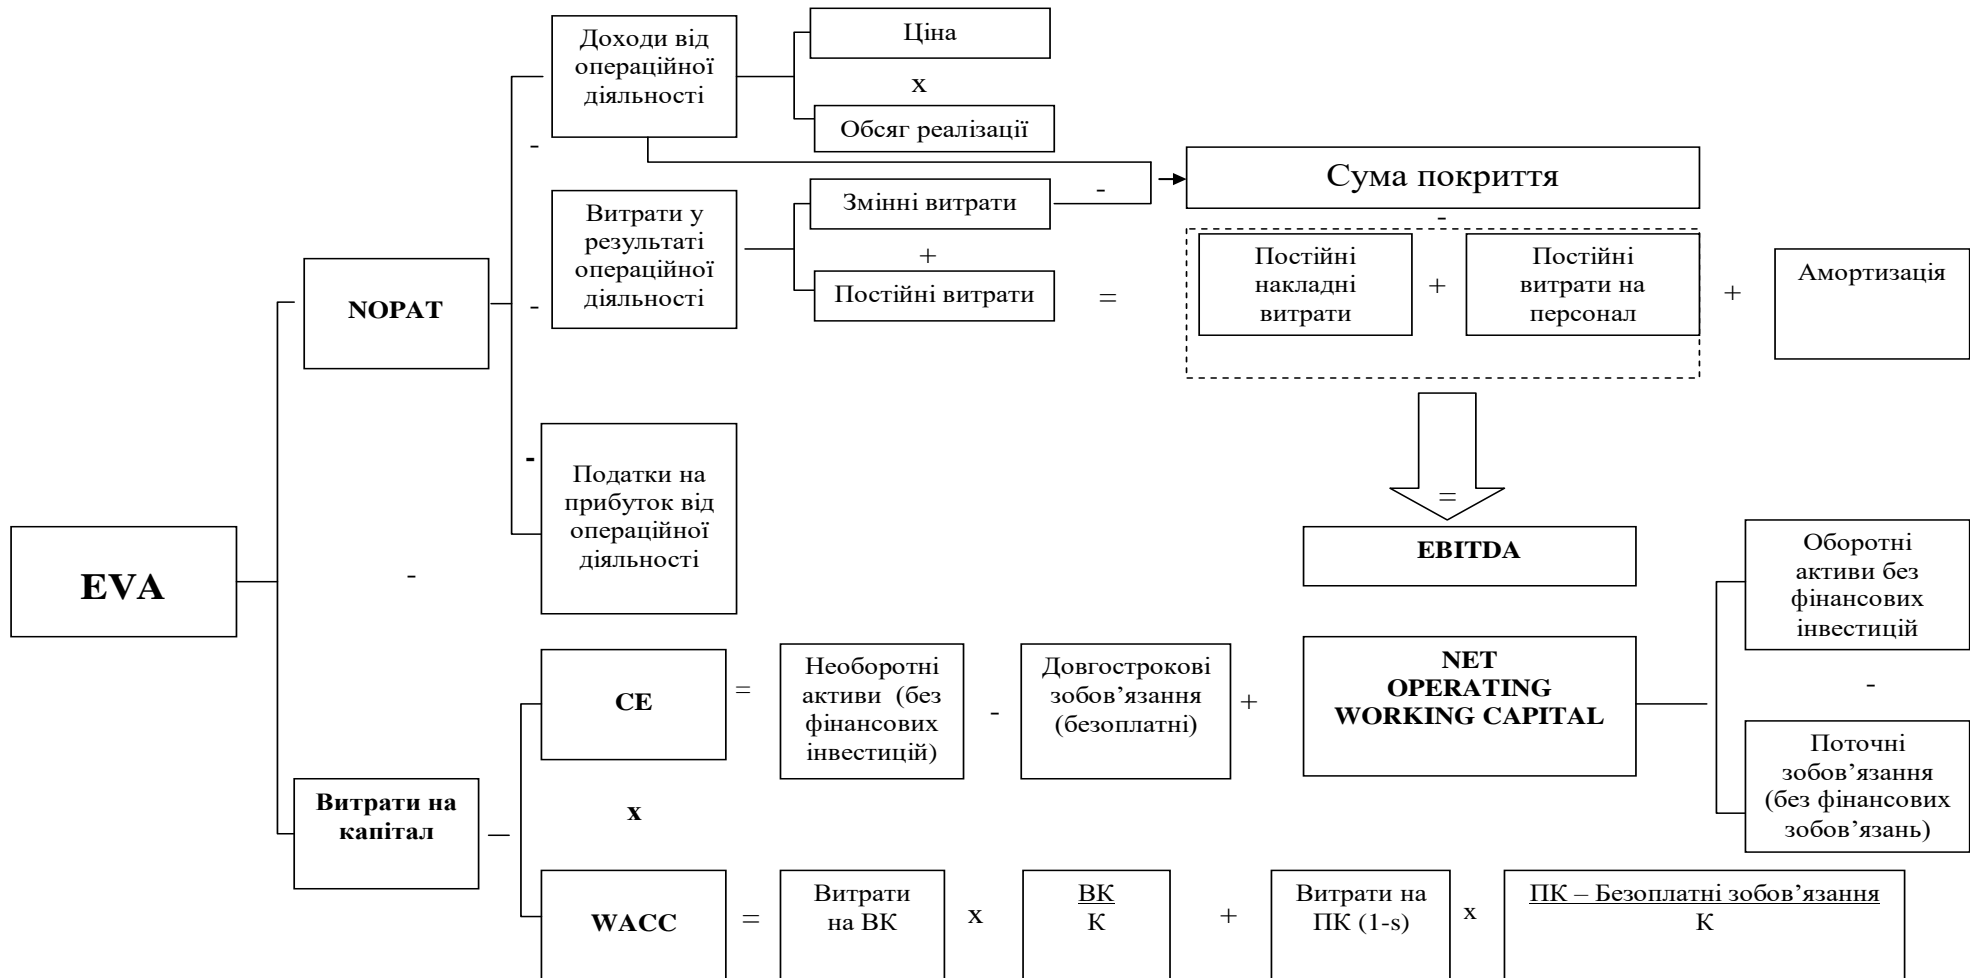 Доходи від
операційної
діяльності
Ціна
x
Обсяг реалізації
-
Сума покриття
-
Витрати у
результаті
операційної
діяльності
Змінні витрати
-
+
Постійні витрати
=
Постійні
накладні
витрати
+
Постійні
витрати на
персонал
+
Амортизація
NOPAT
-
=
-
Податки на
прибуток від
операційної
діяльності
EBITDA
EVA
-
Оборотні
активи без
фінансових
інвестицій
-
Поточні
зобов’язання
(без фінансових
зобов’язань)
CE
=
Необоротні
активи (без
фінансових
інвестицій)
-
Довгострокові
зобов’язання
(безоплатні)
+
NET
OPERATING
WORKING CAPITAL
Витрати на
капітал
x
WACC
=
Витрати
на ВК
x
ВК
К
+
Витрати на
ПК (1-s)
x
ПК – Безоплатні зобов’язання
К